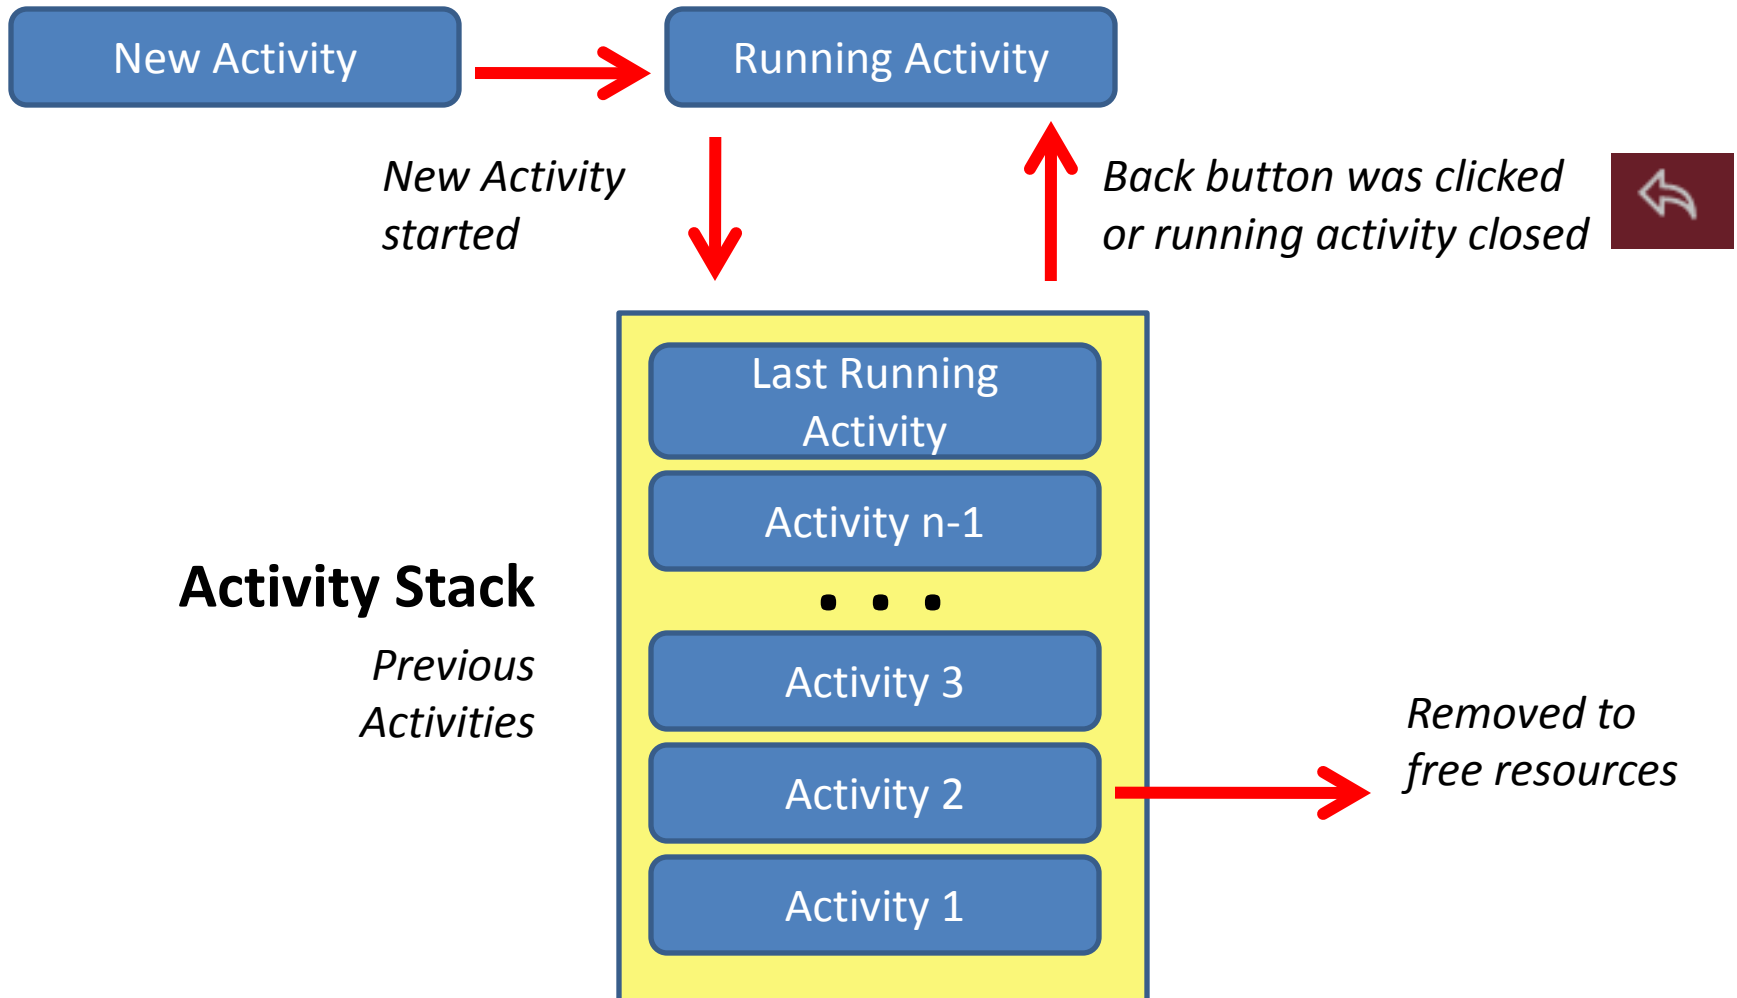 New Activity
Running Activity
New Activity
started
Back button was clicked
or running activity closed
Last Running
Activity
Activity n-1
. . .
Activity Stack
Previous
Activities
Activity 3
Activity 2
Activity 1
Removed to
free resources